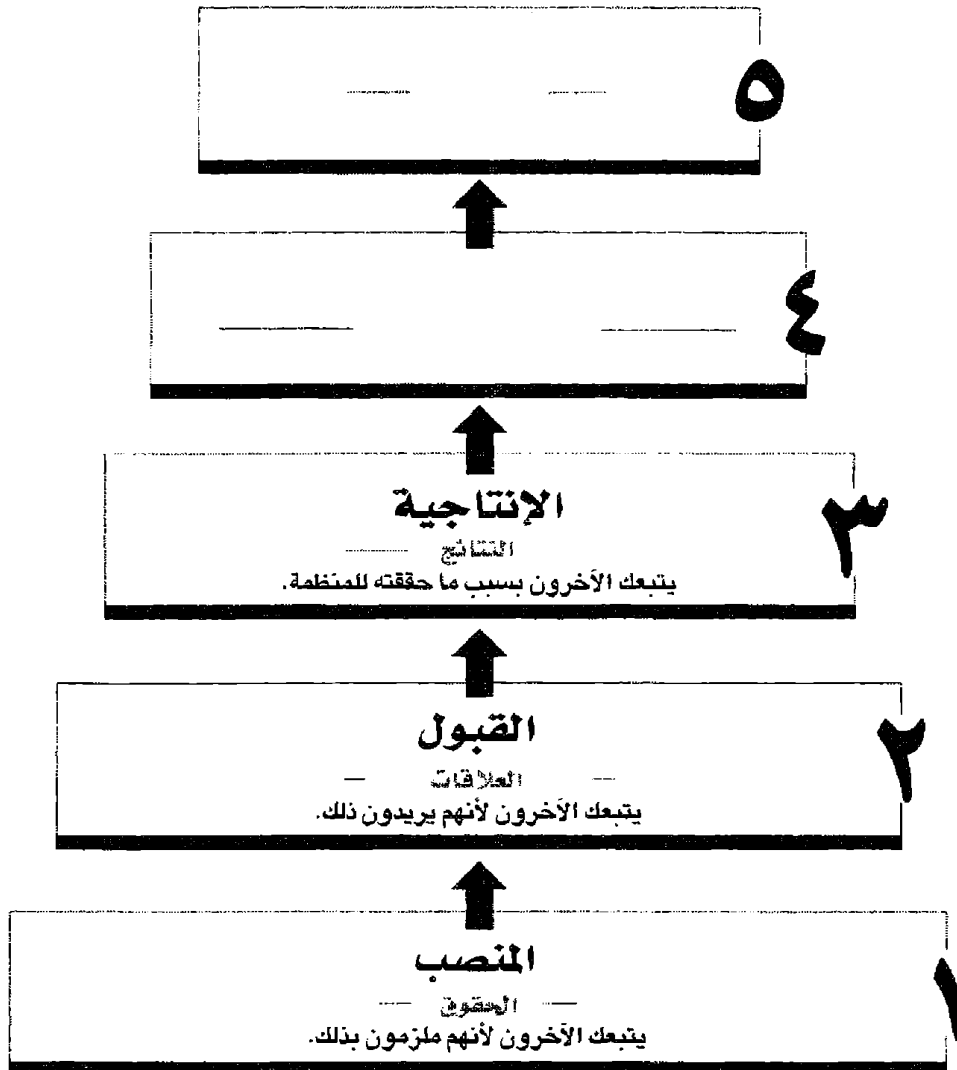 ٥
٤
٣
الإنتاجية
النتائج
يتبعك الآخرون بسبب ما حققته للمنظمة.
٢
القبول
العلاقات
يتبعك الآخرون لأنهم يريدون ذلك.
١
المنصب
الحقوق
يتبعك الآخرون لأنهم ملزمون بذلك.